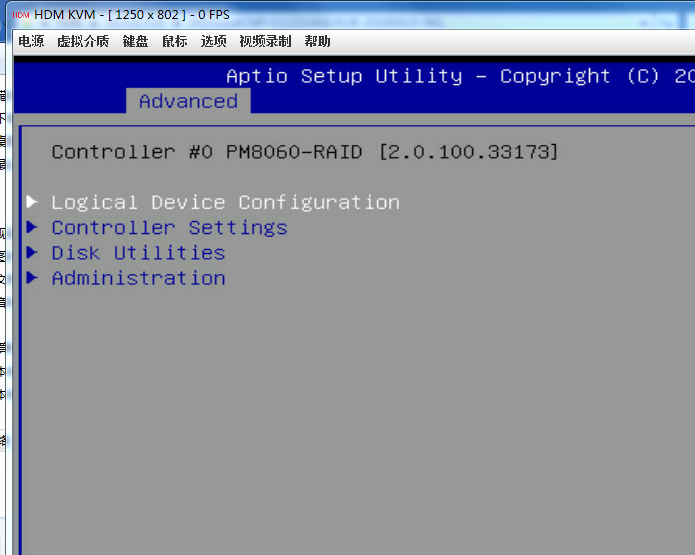 HDM HDM KVM - [ 1250 x 802 ] - 0 FPS
电源 虚拟介质 键盘 鼠标 选项 视频录制 帮助
Aptio Setup Utility - Copyright (C) 20
Advanced
Controller #0 PM8060-RAID [2.0.100.33173]
Logical Device Configuration
Controller Settings
Disk Utilities
Administration